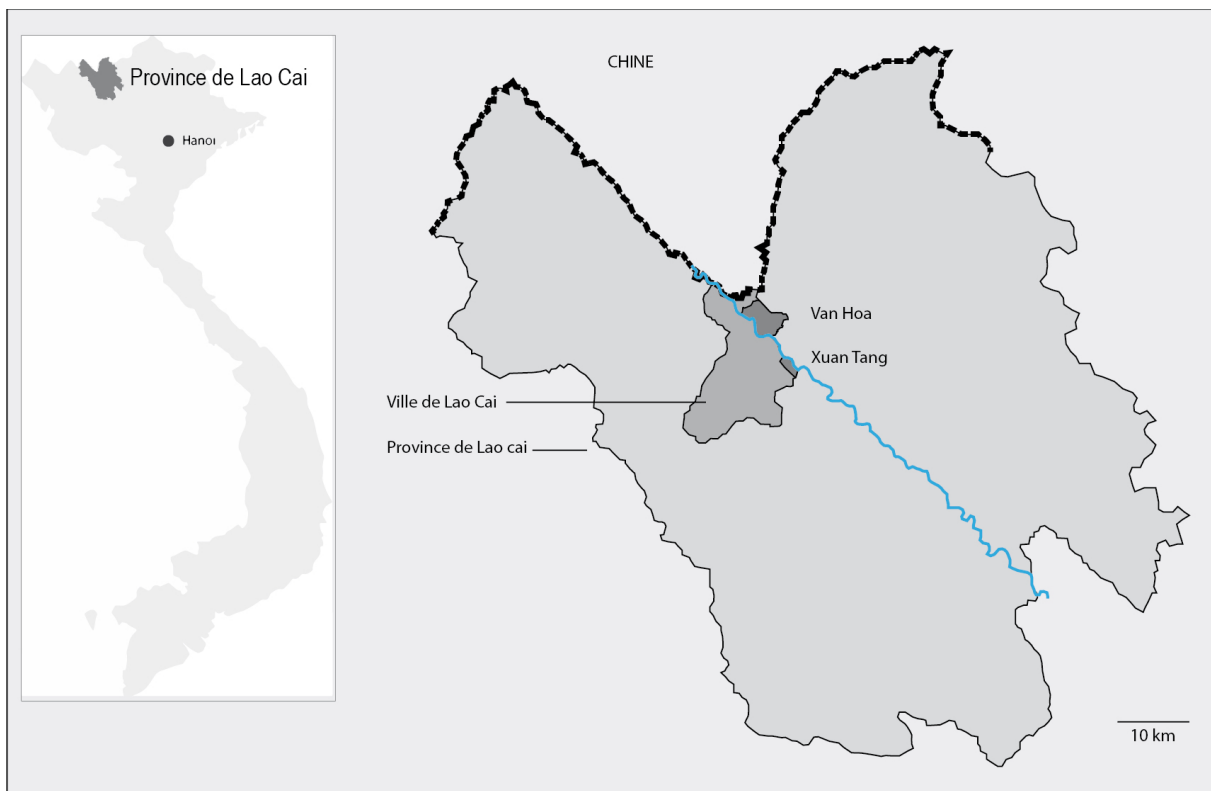 Province de Lao Cai
Hanoi
CHINE
Van Hoa
Xuan Tang
Ville de Lao Cai
Province de Lao cai
10 km